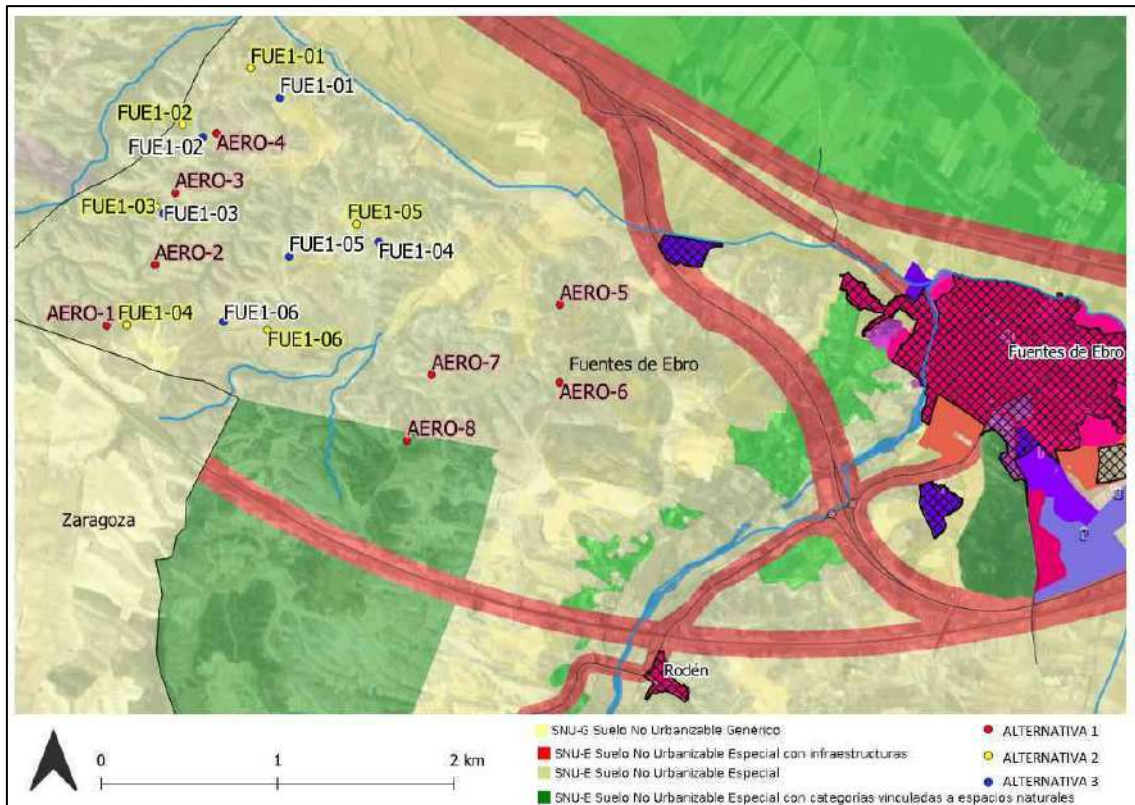 FUE1-01
FUE1-01
FUE1-02
FUE1-02
AERO-4
AERO-3
FUE1-03
FUE1-03
FUE1-05
AERO-2
FUE1-05
FUE1-04
AERO-5
AERO-1
FUE1-04
FUE1-06
FUE1-06
Fuentes de Ebro
AERO-7
Fuentes de Ebro
AERO-6
AERO-8
Zaragoza
Rodén
0 1 2 km
SNU-G Suelo No Urbanizable Genérico
SNU-E Suelo No Urbanizable Especial con infraestructuras
SNU-E Suelo No Urbanizable Especial
SNU-E Suelo No Urbanizable Especial con categorías vinculadas a espacios naturales
ALTERNATIVA 1
ALTERNATIVA 2
ALTERNATIVA 3